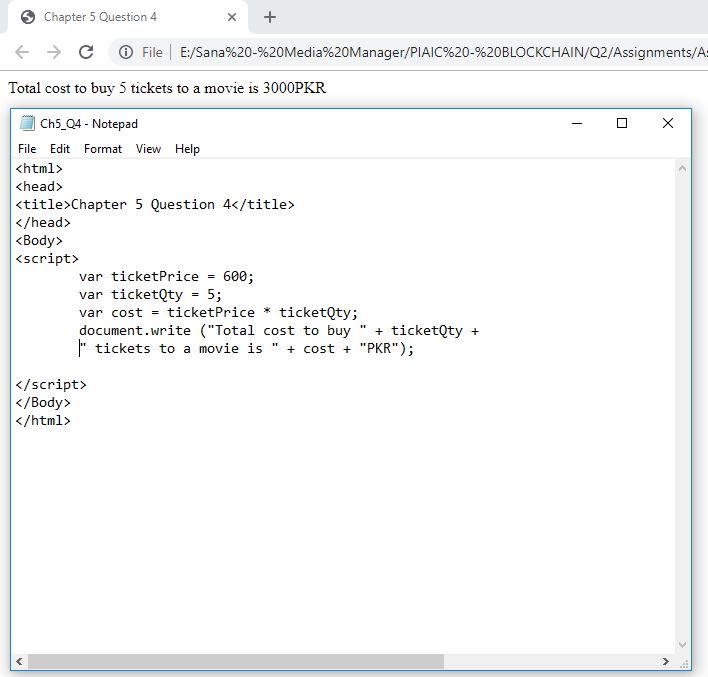 Chapter 5 Question 4
File E:/Sana%20-%20Media%20Manager/PIAIC%20-%20BLOCKCHAIN/Q2/Assignments/As
Total cost to buy 5 tickets to a movie is 3000PKR
Ch5_Q4 - Notepad
File Edit Format View Help
<html>
<head>
<title>Chapter 5 Question 4</title>
</head>
<Body>
<script>
var ticketPrice = 600;
var ticketQty = 5;
var cost = ticketPrice * ticketQty;
document.write ("Total cost to buy " + ticketQty +
" tickets to a movie is " + cost + "PKR");
</script>
</Body>
</html>